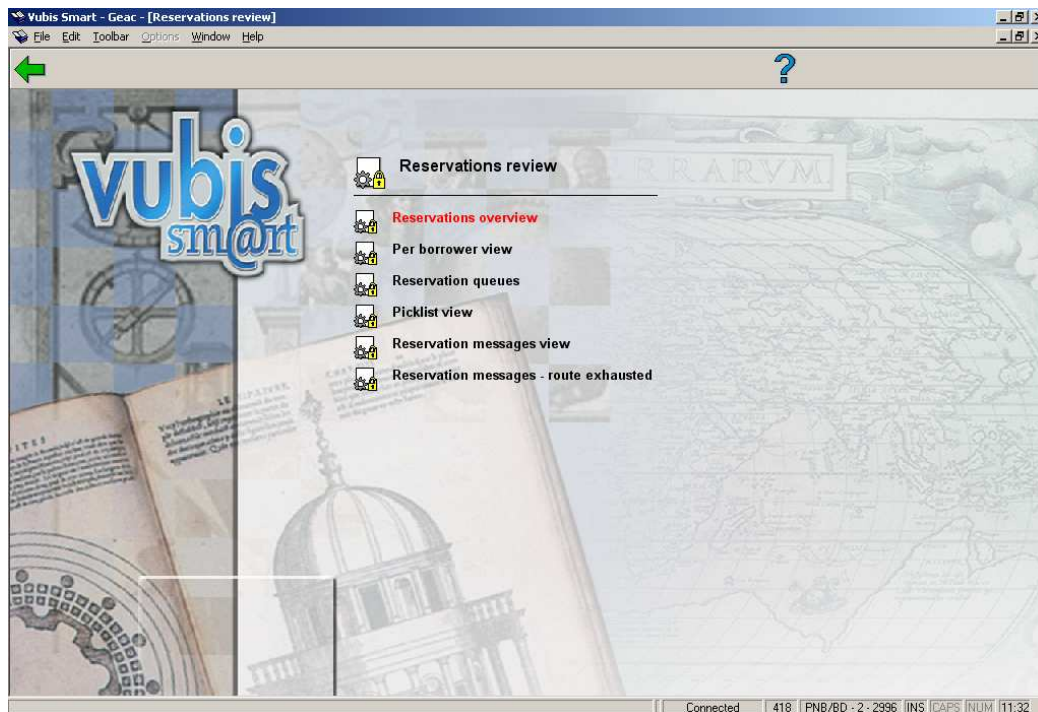 Vubis Smart - Geac - [Reservations review]
File Edit Toolbar Options Window Help
?
vubis
sm@rt
Reservations review
RARVM
Reservations overview
Per borrower view
Reservation queues
Picklist view
Reservation messages view
Reservation messages - route exhausted
Connected 418 PNB/BD - 2 - 2996 INS CAPS NUM 11:32